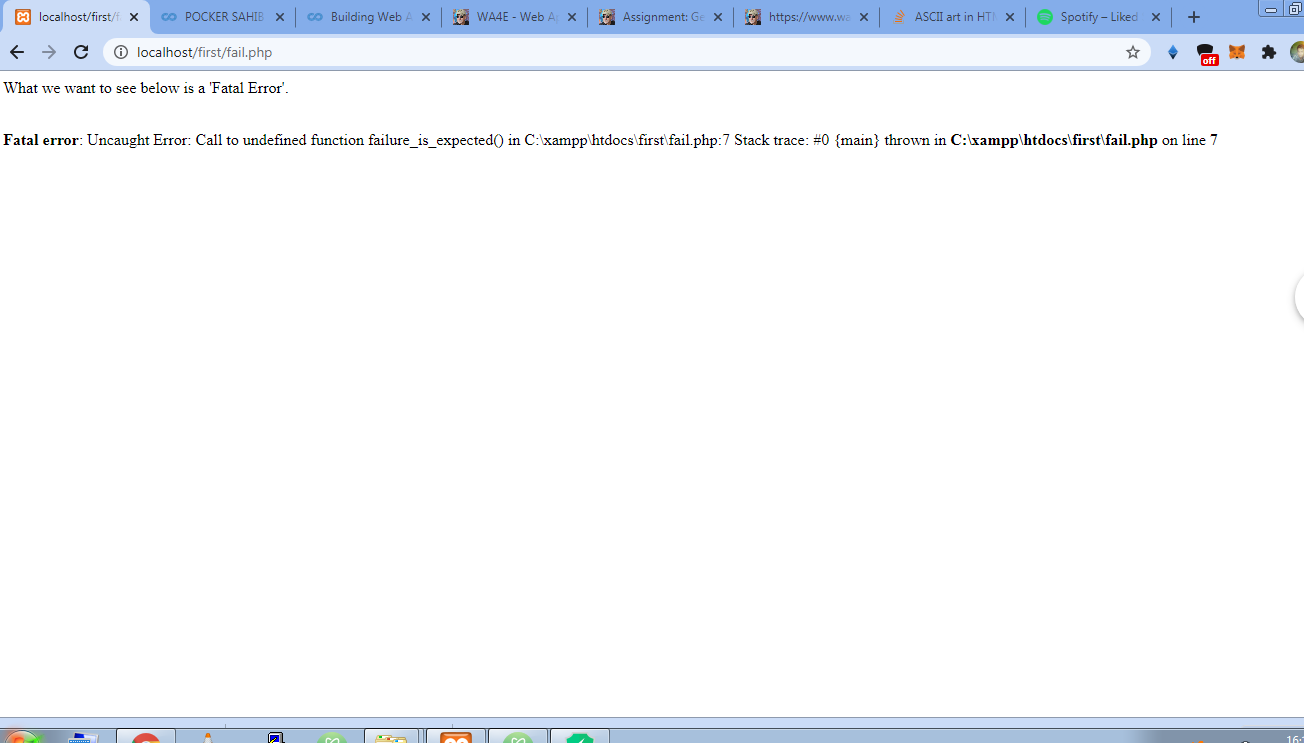 localhost/first/f
POCKER SAHIB
Building Web A
WA4E - Web Ap
Assignment: Ge
https://www.wa
ASCII art in HTM
Spotify – Liked
localhost/first/fail.php
off
What we want to see below is a 'Fatal Error'.
Fatal error: Uncaught Error: Call to undefined function failure_is_expected() in C:\xampp\htdocs\first\fail.php:7 Stack trace: #0 {main} thrown in C:\xampp\htdocs\first\fail.php on line 7